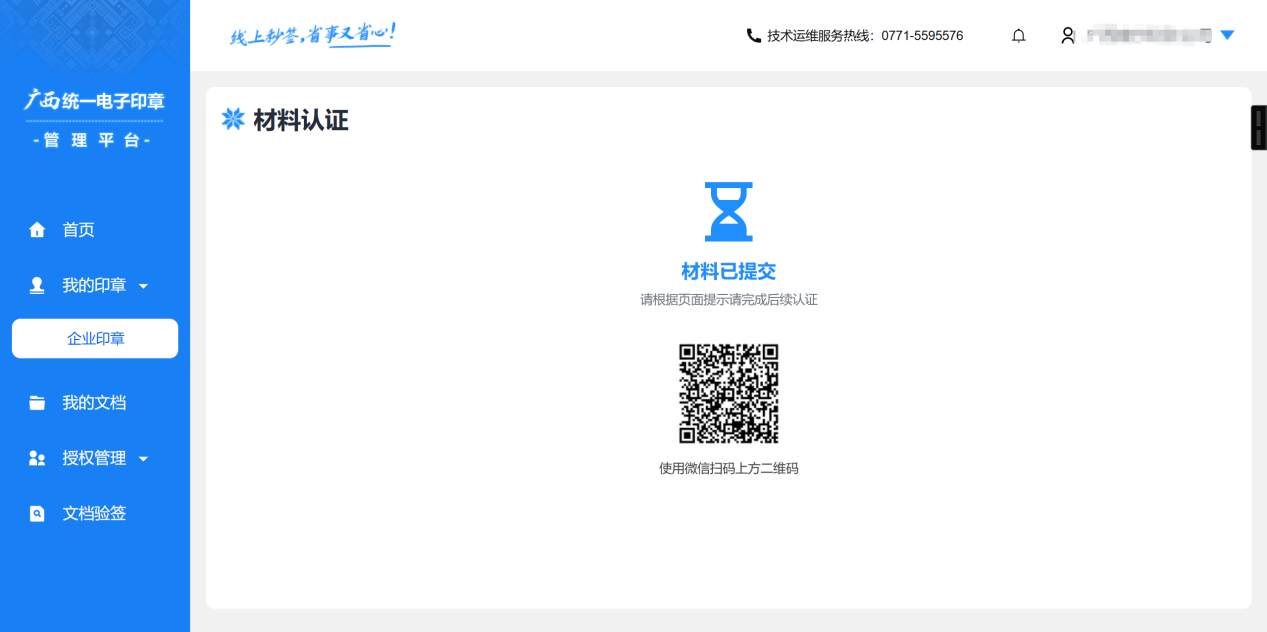 线上秒签,省事又省心!
技术运维服务热线：0771-5595576
广西统一电子印章
-管理平台-
首页
我的印章
企业印章
我的文档
授权管理
文档验签
材料认证
材料已提交
请根据页面提示请完成后续认证
使用微信扫码上方二维码